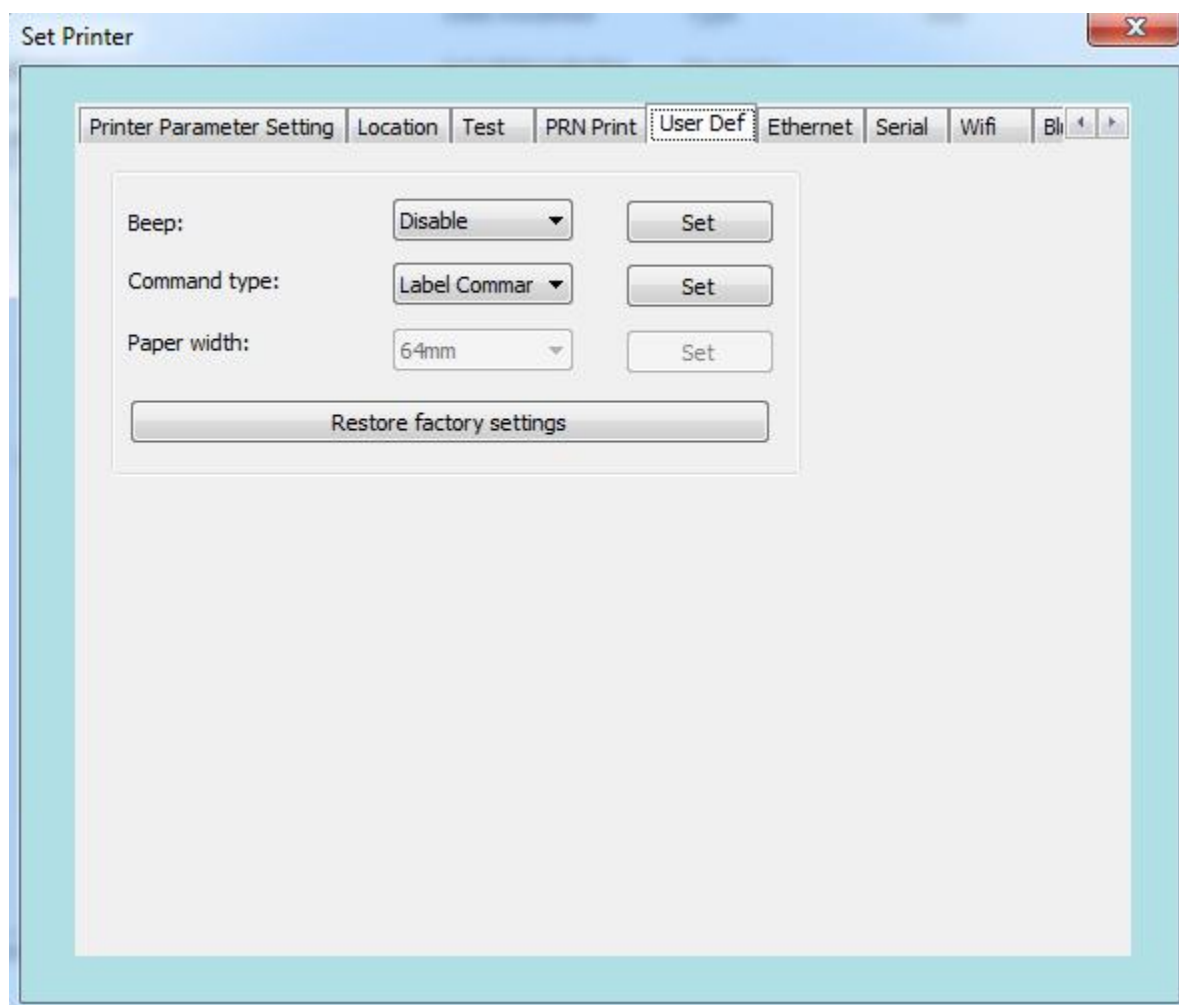 Set Printer
Printer Parameter Setting Location Test PRN Print User Def Ethernet Serial Wifi
Beep: Disable Set
Command type: Label Commar Set
Paper width: 64mm Set
Restore factory settings